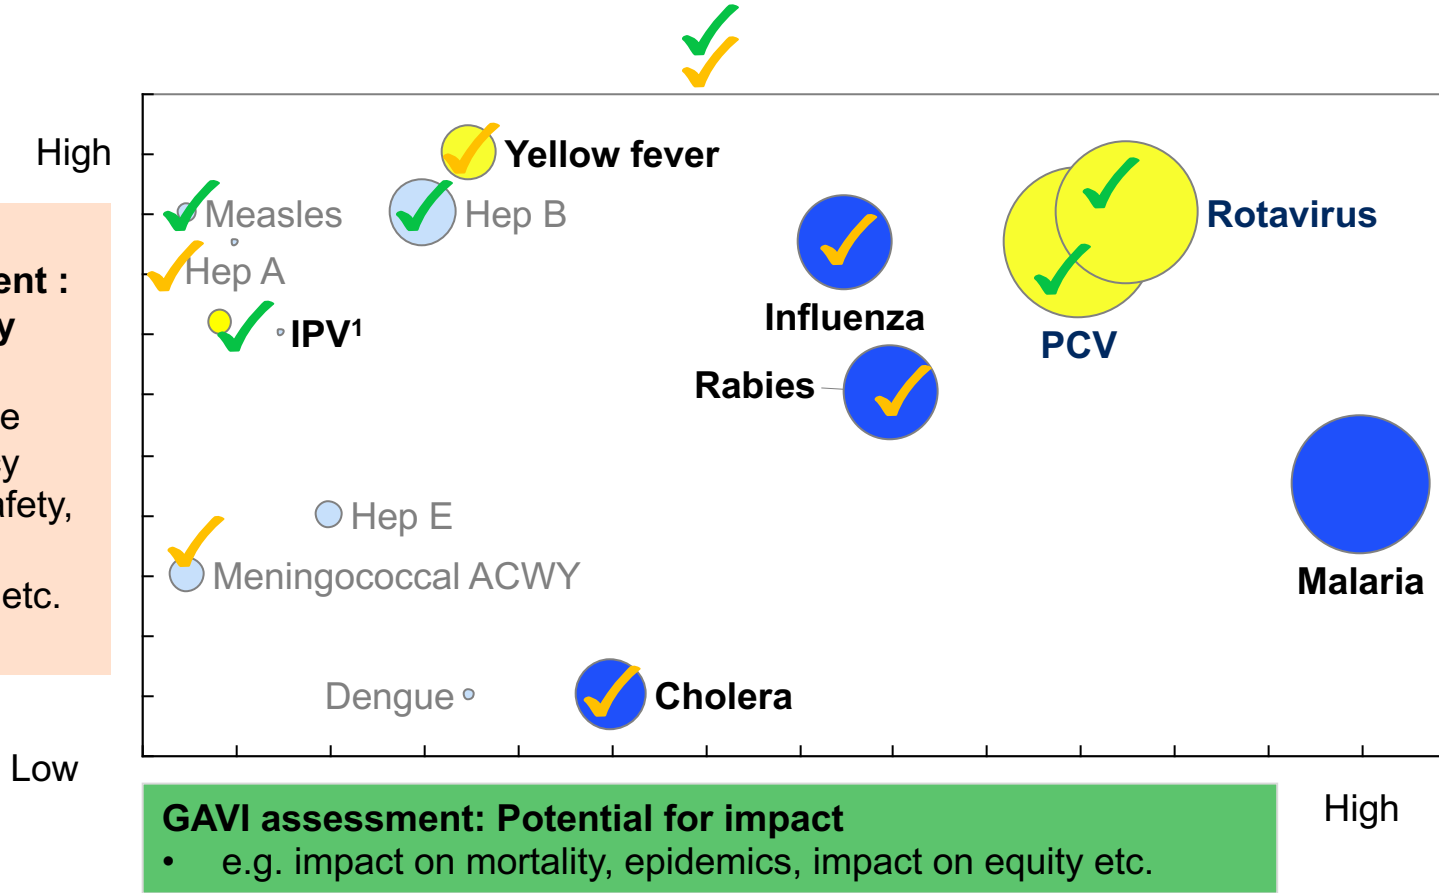 High
Yellow fever
Measles
Hep B
Rotavirus
Hep A
ent :
y
Influenza
IPV1
PCV
Rabies
e
y
afety,
Hep E
Meningococcal ACWY
Malaria
etc.
Dengue
Cholera
Low
GAVI assessment: Potential for impact
• e.g. impact on mortality, epidemics, impact on equity etc.
High